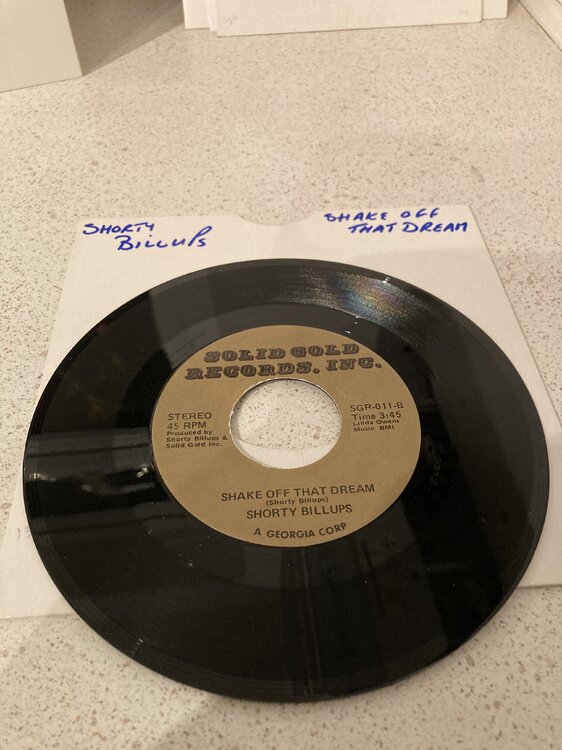 SHORTY
BILLUPS
SHAKE OFF
THAT DREAM
SOLID GOLD
RECORDS, INC.
STEREO
45 RPM
Produced by
Shorty Billups &
Solid Gold Inc.
SGR-011-B
Time 3:45
Linda Owens
Music BMI
SHAKE OFF THAT DREAM
(Shorty Billups)
SHORTY BILLUPS
A GEORGIA CORP